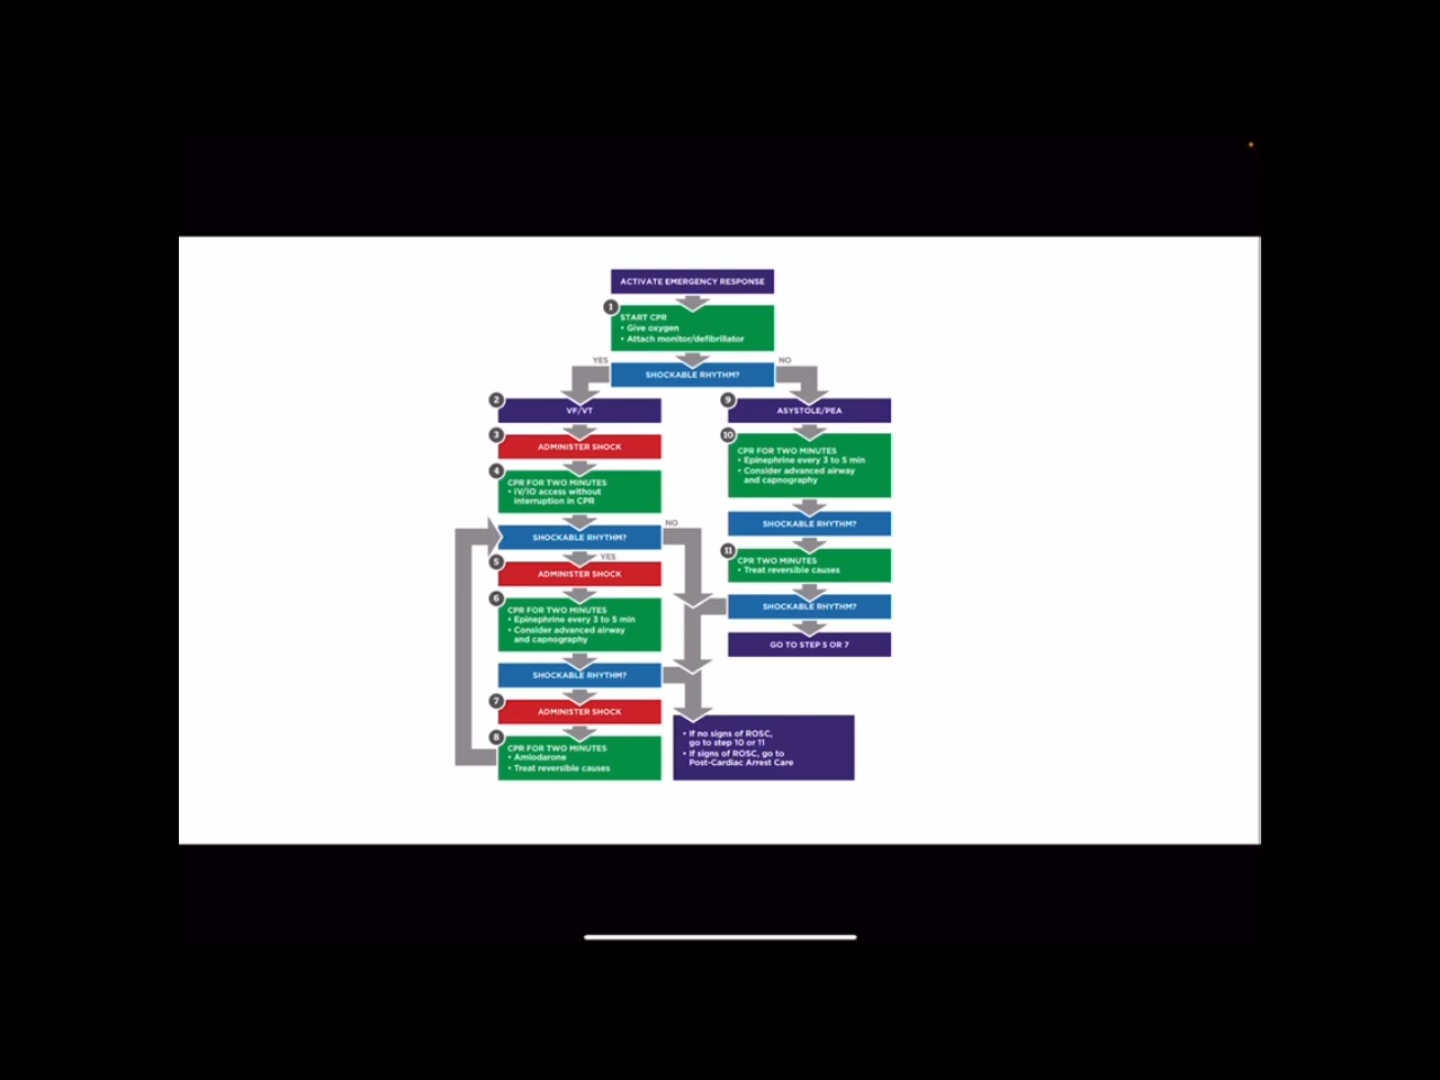 ACTIVATE EMERGENCY RESPONSE
1
START CPR
• Give oxygen
• Attach monitor/defibrillator
YES
NO
SHOCKABLE RHYTHM?
2
VF/VT
3
ADMINISTER SHOCK
4
CPR FOR TWO MINUTES
• IV/IO access without
interruption in CPR
SHOCKABLE RHYTHM?
NO
YES
5
ADMINISTER SHOCK
6
CPR FOR TWO MINUTES
• Epinephrine every 3 to 5 min
• Consider advanced airway
and capnography
SHOCKABLE RHYTHM?
7
ADMINISTER SHOCK
8
CPR FOR TWO MINUTES
• Amiodarone
• Treat reversible causes
9
ASYSTOLE/PEA
10
CPR FOR TWO MINUTES
• Epinephrine every 3 to 5 min
• Consider advanced airway
and capnography
SHOCKABLE RHYTHM?
11
CPR TWO MINUTES
• Treat reversible causes
SHOCKABLE RHYTHM?
GO TO STEP 5 OR 7
• If no signs of ROSC,
go to step 10 or 11
• If signs of ROSC, go to
Post-Cardiac Arrest Care